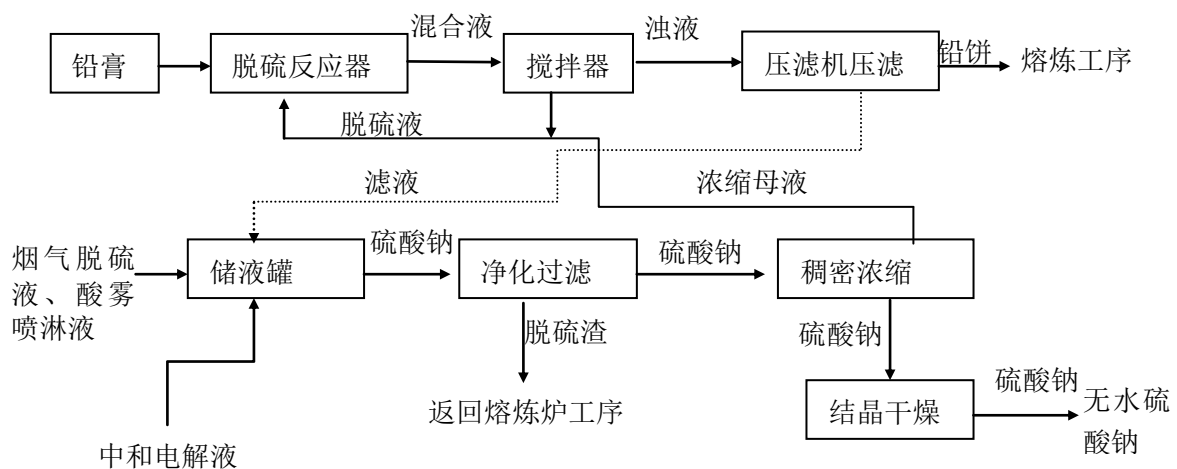 混合液
浊液
铅膏
脱硫反应器
搅拌器
压滤机压滤
铅饼
熔炼工序
脱硫液
滤液
浓缩母液
烟气脱硫
液、酸雾
喷淋液
储液罐
硫酸钠
净化过滤
硫酸钠
稠密浓缩
脱硫渣
硫酸钠
返回熔炼炉工序
结晶干燥
硫酸钠
无水硫
酸钠
中和电解液